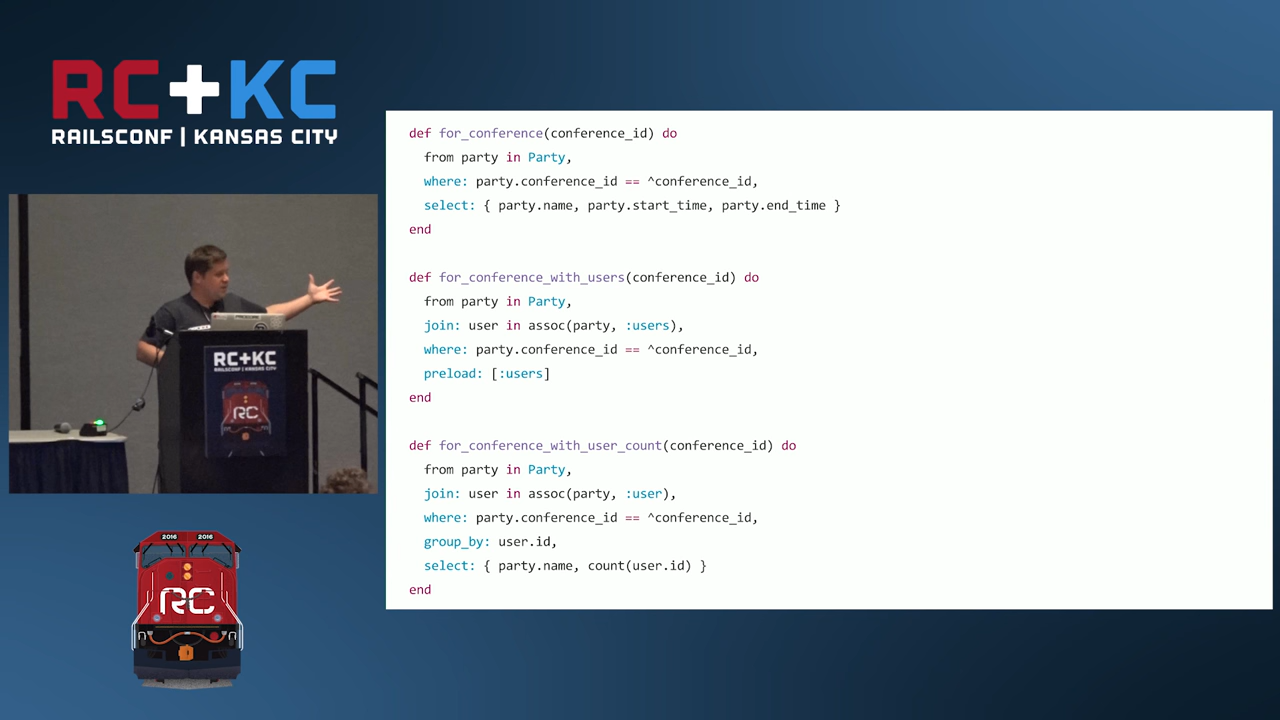 RC+KC
RAILSCONF | KANSAS CITY
def for_conference(conference_id) do
from party in Party,
where: party.conference_id == ^conference_id,
select: { party.name, party.start_time, party.end_time }
end
def for_conference_with_users(conference_id) do
from party in Party,
join: user in assoc(party, :users),
where: party.conference_id == ^conference_id,
preload: [:users]
end
def for_conference_with_user_count(conference_id) do
from party in Party,
join: user in assoc(party, :user),
where: party.conference_id == ^conference_id,
group_by: user.id,
select: { party.name, count(user.id) }
end
RC+KC
RAILSCONF | KANSAS CITY
RC
2016 2016
RC